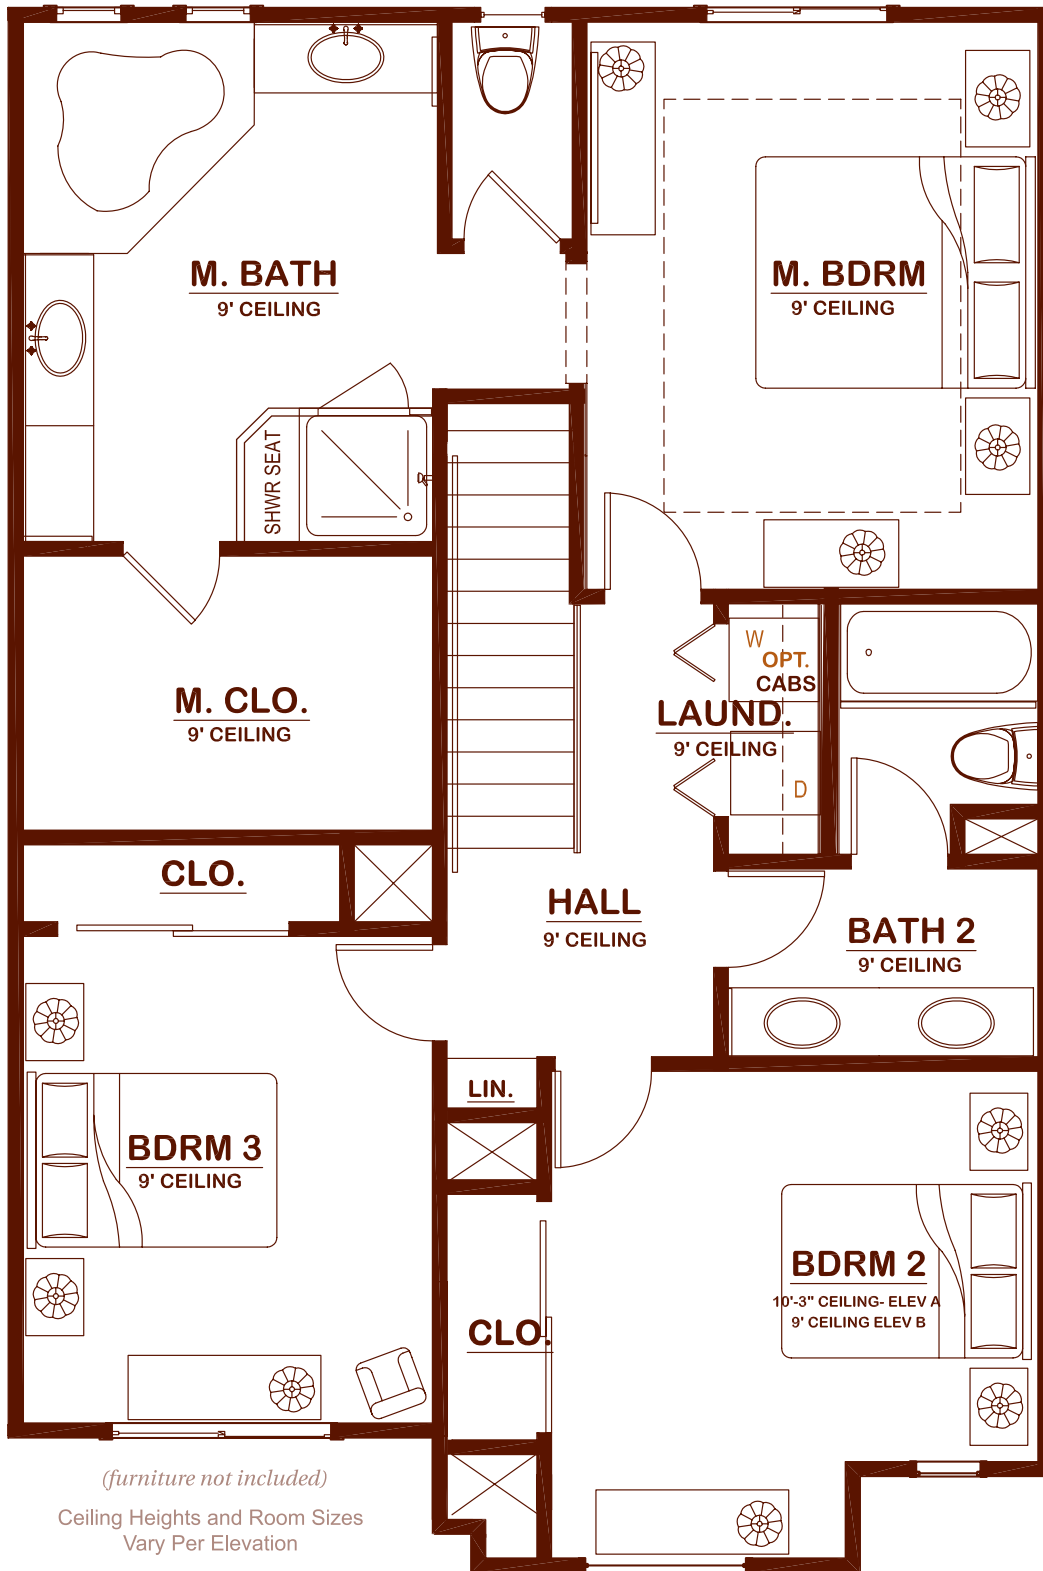 M. BATH
9' CEILING
M. BDRM
9' CEILING
SHWR SEAT
M. CLO.
9' CEILING
W
OPT.
CABS
LAUND.
9' CEILING
D
CLO.
HALL
9' CEILING
BATH 2
9' CEILING
LIN.
BDRM 3
9' CEILING
BDRM 2
10'-3" CEILING- ELEV A
9' CEILING ELEV B
CLO.
(furniture not included)
Ceiling Heights and Room Sizes
Vary Per Elevation